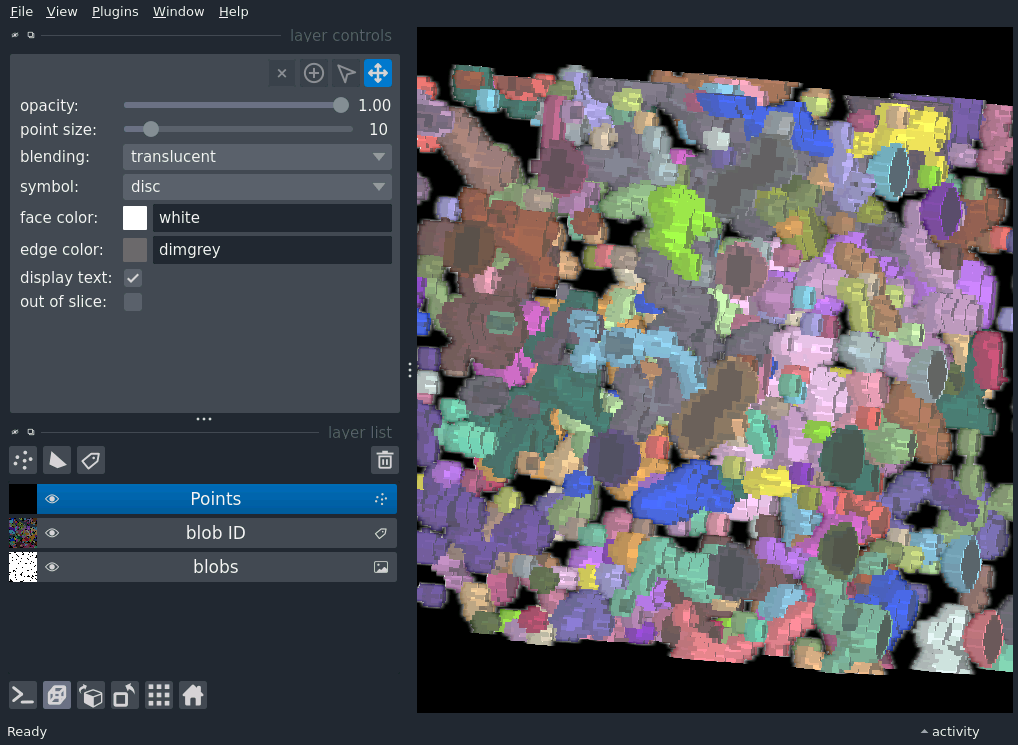 File View Plugins Window Help
layer controls
opacity: 1.00
point size: 10
blending: translucent
symbol: disc
face color: white
edge color: dimgrey
display text:
out of slice:
layer list
Points
blob ID
blobs
Ready
activity